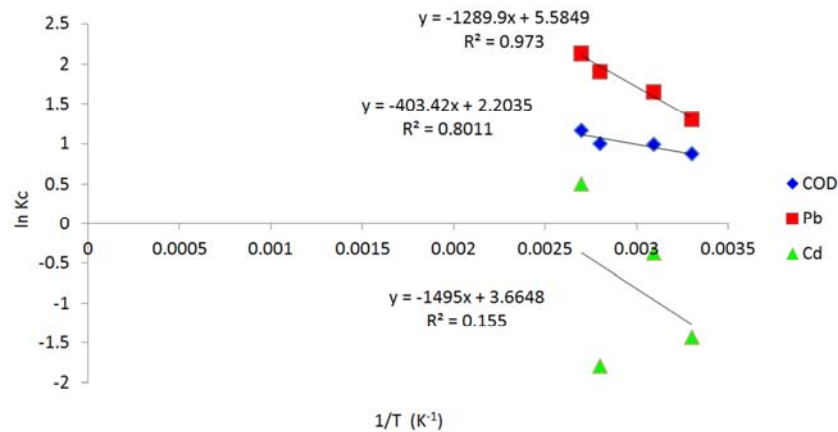 y = -1289.9x + 5.5849
R² = 0.973
y = -403.42x + 2.2035
R² = 0.8011
y = -1495x + 3.6648
R² = 0.155
2.5
2
1.5
1
0.5
0
-0.5
-1
-1.5
-2
0 0.0005 0.001 0.0015 0.002 0.0025 0.003 0.0035
ln Kc
1/T (K⁻¹)
COD
Pb
Cd